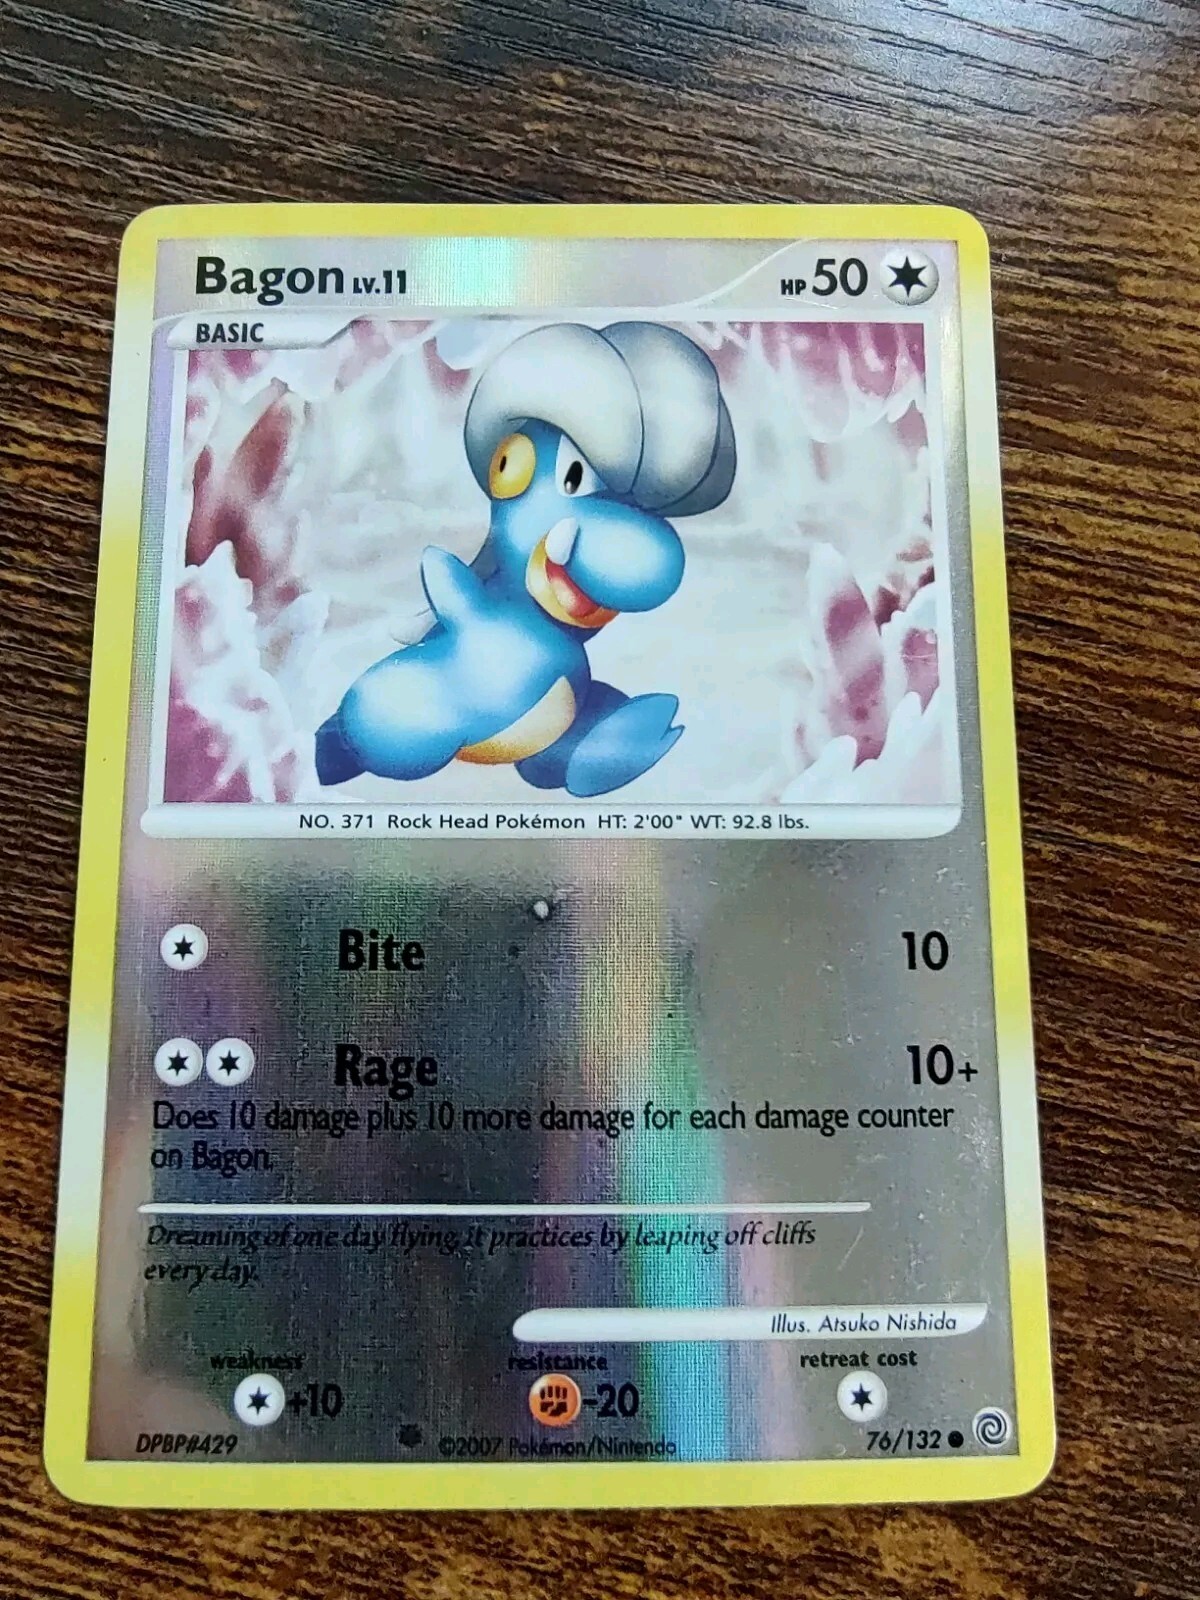 Bagon LV.11 HP 50
BASIC
NO. 371 Rock Head Pokémon HT: 2'00" WT: 92.8 lbs.
Bite 10
Rage 10+
Does 10 damage plus 10 more damage for each damage counter
on Bagon.
Dreaming of one day flying, it practices by leaping off cliffs
every day.
Illus. Atsuko Nishida
weakness resistance retreat cost
+10 -20
DPBP#429 ©2007 Pokémon/Nintendo 76/132